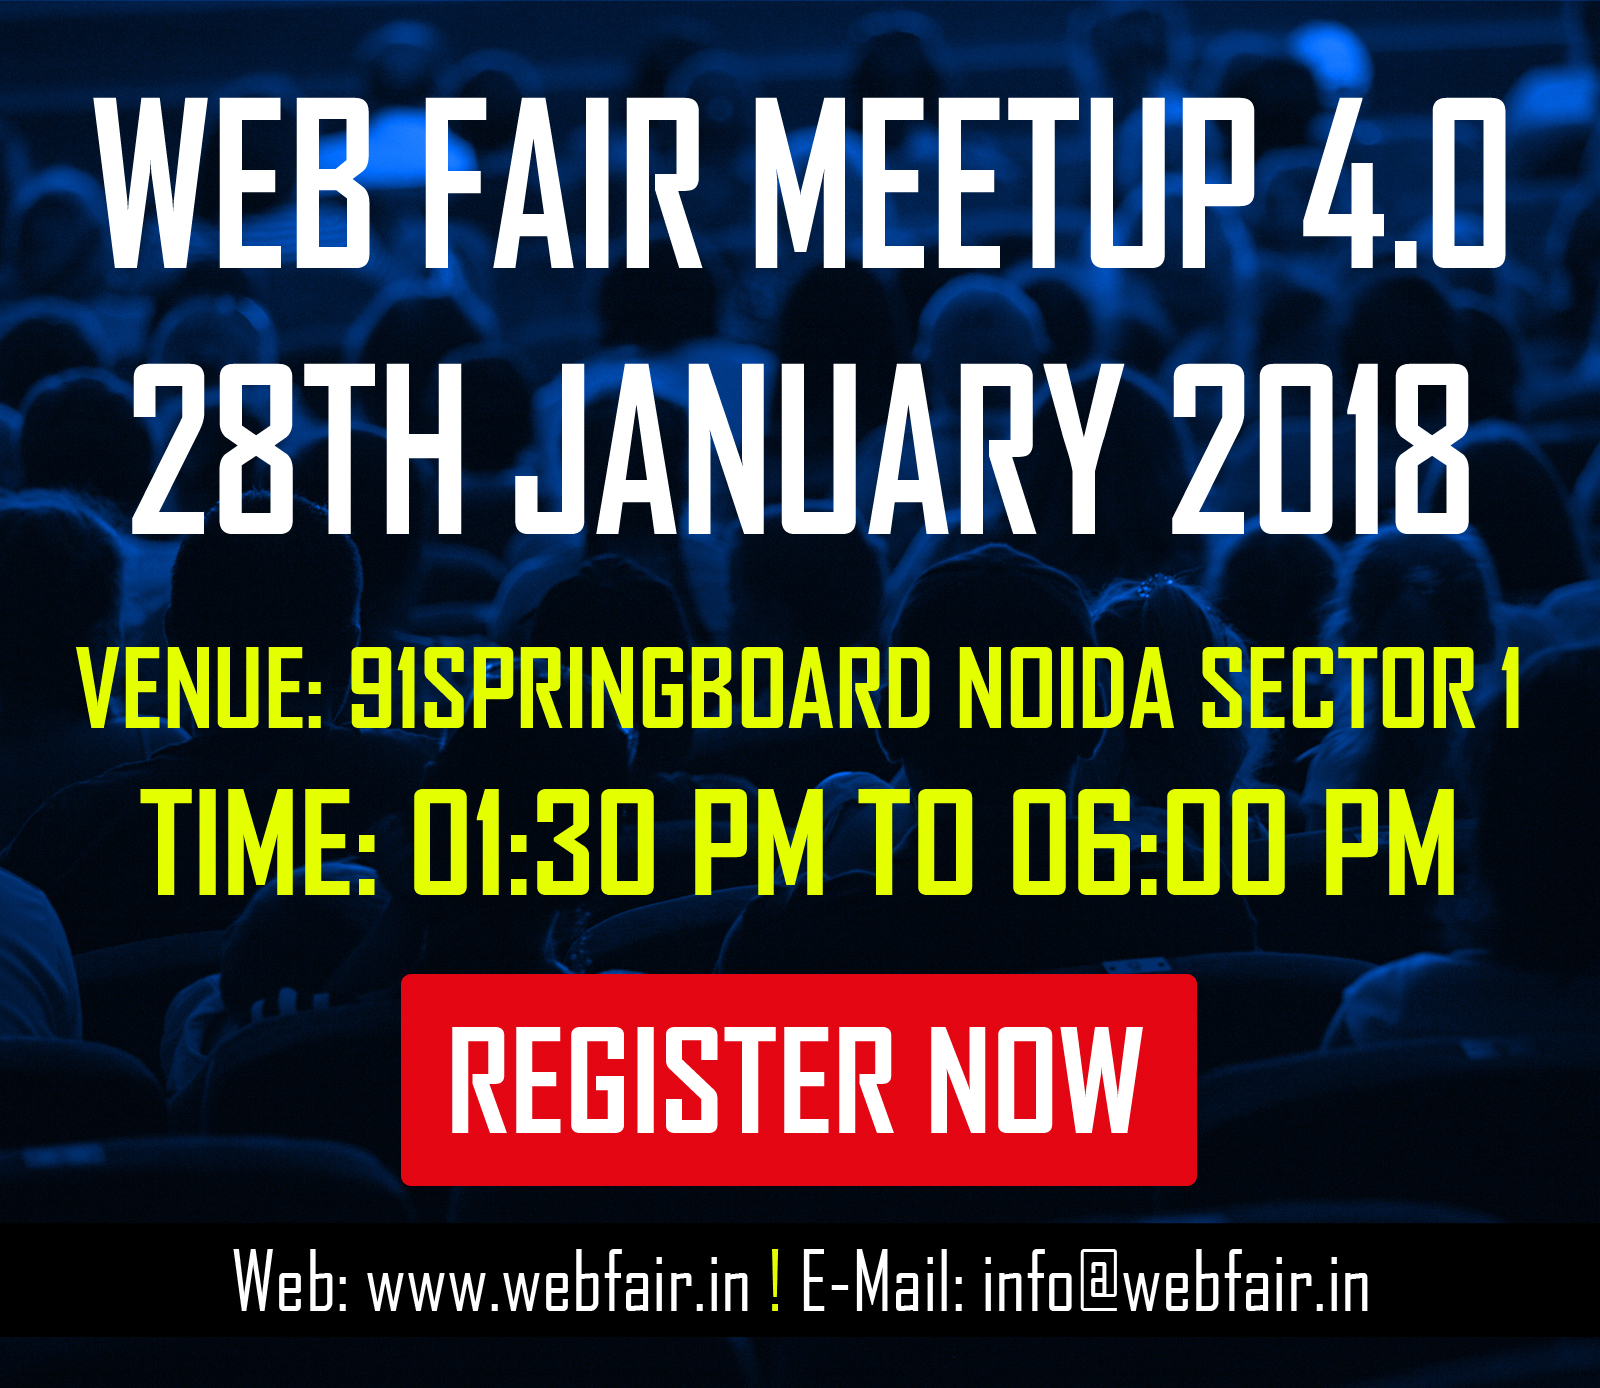 WEB FAIR MEETUP 4.0
28TH JANUARY 2018
VENUE: 91SPRINGBOARD NOIDA SECTOR 1
TIME: 01:30 PM TO 06:00 PM
REGISTER NOW
Web: www.webfair.in ! E-Mail: info@webfair.in